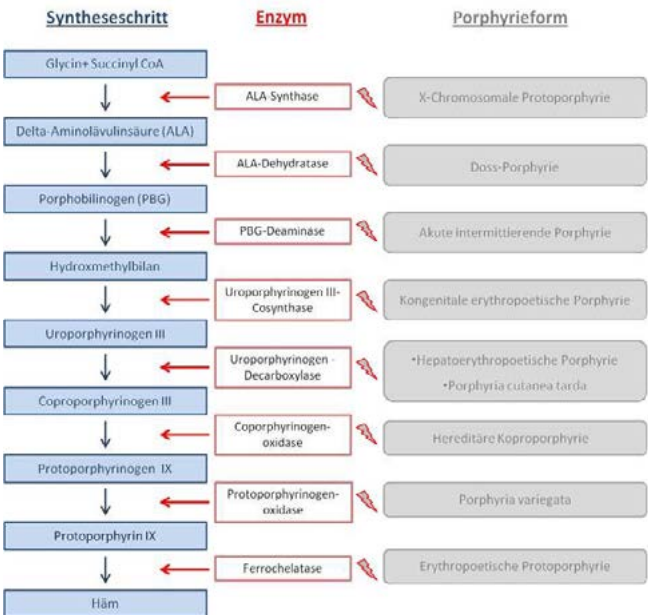 Syntheseschritt Enzym Porphyrieform
Glycin+ Succinyl CoA
ALA-Synthase X-Chromosomale Protoporphyrie
Delta-Aminolävulinsäure (ALA)
ALA-Dehydratase Doss-Porphyrie
Porphobilinogen (PBG)
PBG-Deaminase Akute intermittierende Porphyrie
Hydroxmethylbilan
Uroporphyrinogen III-
Cosynthase
Kongenitale erythropoetische Porphyrie
Uroporphyrinogen III
Uroporphyrinogen -
Decarboxylase
•Hepatoerythropoetische Porphyrie
•Porphyria cutanea tarda
Coproporphyrinogen III
Coporphyrinogen-
oxidase
Hereditäre Koproporphyrie
Protoporphyrinogen IX
Protoporphyrinogen-
oxidase
Porphyria variegata
Protoporphyrin IX
Ferrochelatase Erythropoetische Protoporphyrie
Häm